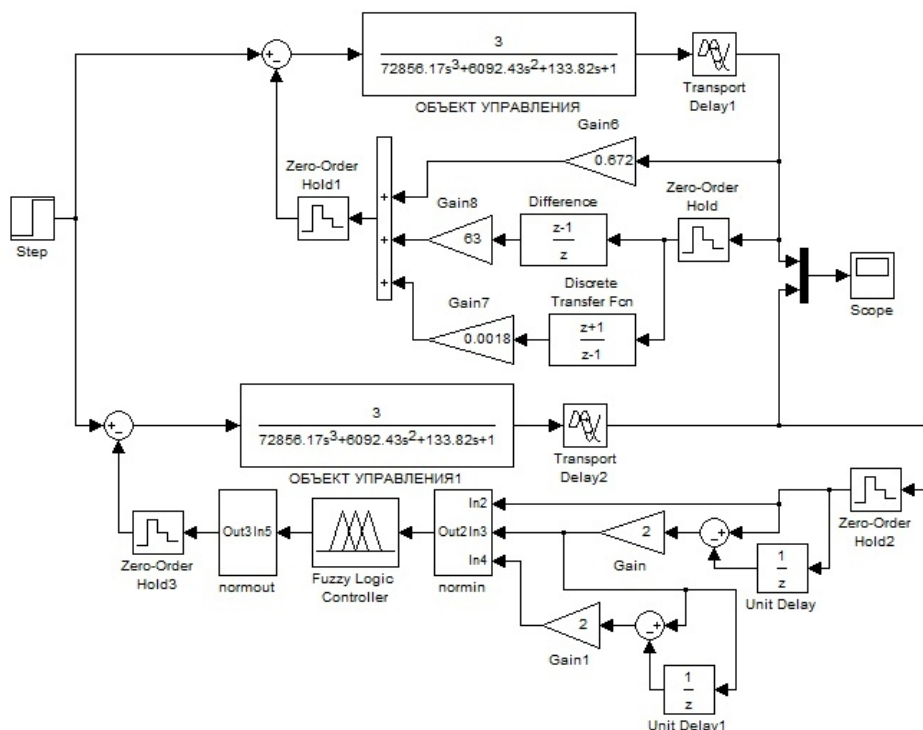 3
72856.17s3+6092.43s2+133.82s+1
ОБЪЕКТ УПРАВЛЕНИЯ
Transport
Delay1
Gain6
0.672
Zero-Order
Hold1
Gain8
63
Difference
z-1
z
Zero-Order
Hold
Step
Discrete
Transfer Fcn
z+1
z-1
Gain7
0.0018
Scope
3
72856.17s3+6092.43s2+133.82s+1
ОБЪЕКТ УПРАВЛЕНИЯ1
Transport
Delay2
Out3 In5
normout
Zero-Order
Hold3
Fuzzy Logic
Controller
In2
Out2 In3
In4
normin
2
Gain
1
z
Unit Delay
Zero-Order
Hold2
2
Gain1
1
z
Unit Delay1